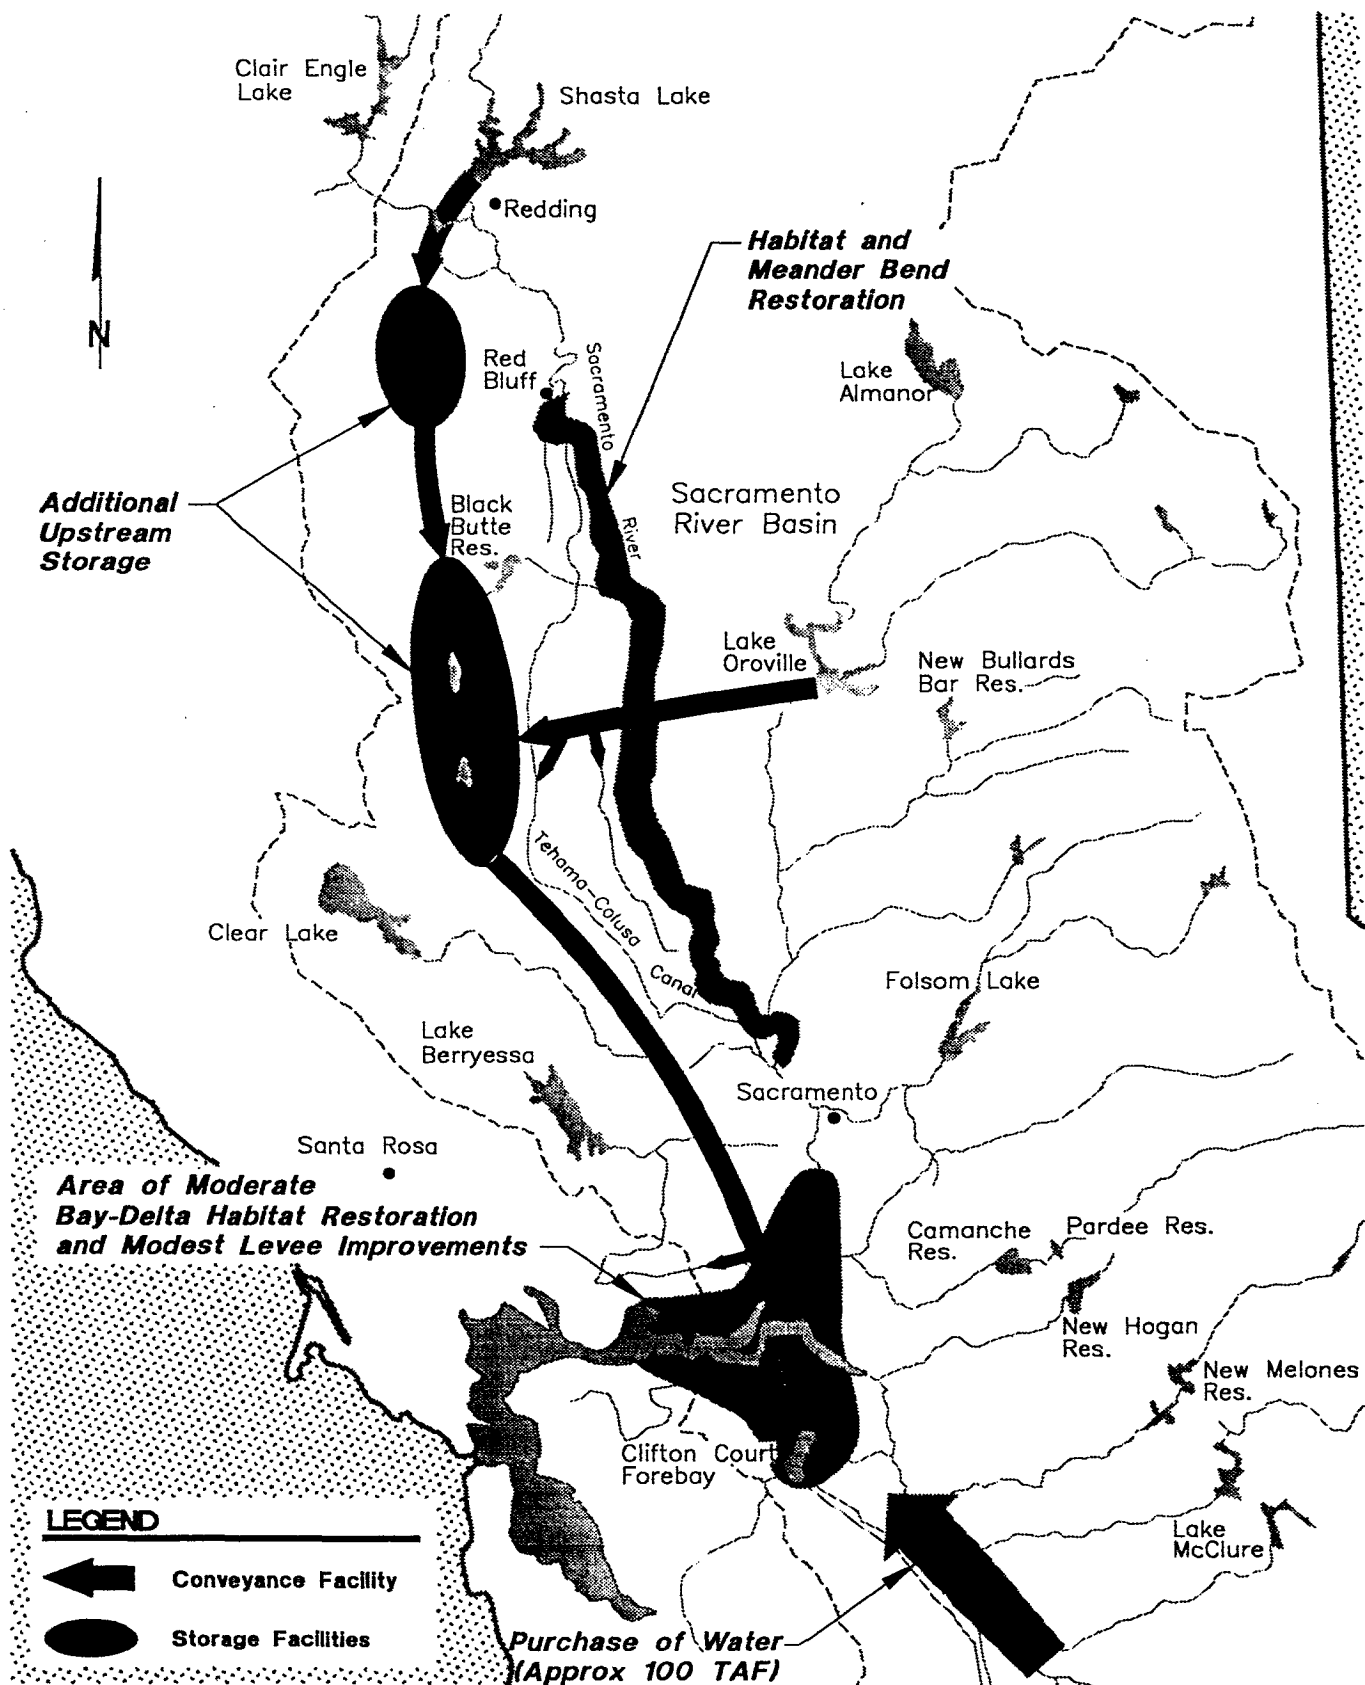 Clair Engle
Lake
Shasta Lake
Redding
N
Habitat and
Meander Bend
Restoration
Red
Bluff
Sacramento
River
Lake
Almanor
Additional
Upstream
Storage
Black
Butte
Res.
Sacramento
River Basin
Lake
Oroville
New Bullards
Bar Res.
Tehama-Colusa
Canal
Clear Lake
Folsom Lake
Lake
Berryessa
Sacramento
Santa Rosa
Area of Moderate
Bay-Delta Habitat Restoration
and Modest Levee Improvements
Camanche
Res.
Pardee Res.
New Hogan
Res.
New Melones
Res.
Clifton Court
Forebay
Lake
McClure
LEGEND
Conveyance Facility
Storage Facilities
Purchase of Water
(Approx 100 TAF)